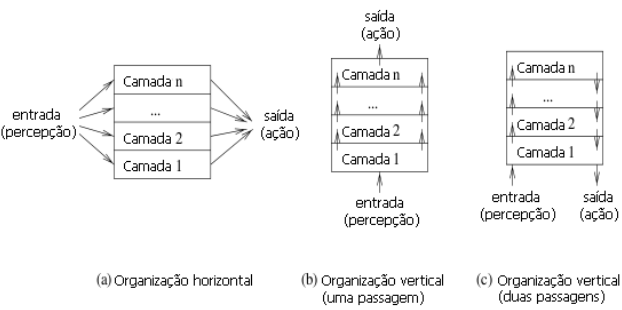 Camada n
...
Camada 2
Camada 1
entrada
(percepção)
saída
(ação)
(a) Organização horizontal
saída
(ação)
Camada n
...
Camada 2
Camada 1
entrada
(percepção)
(b) Organização vertical
(uma passagem)
Camada n
...
Camada 2
Camada 1
entrada
(percepção)
saída
(ação)
(c) Organização vertical
(duas passagens)